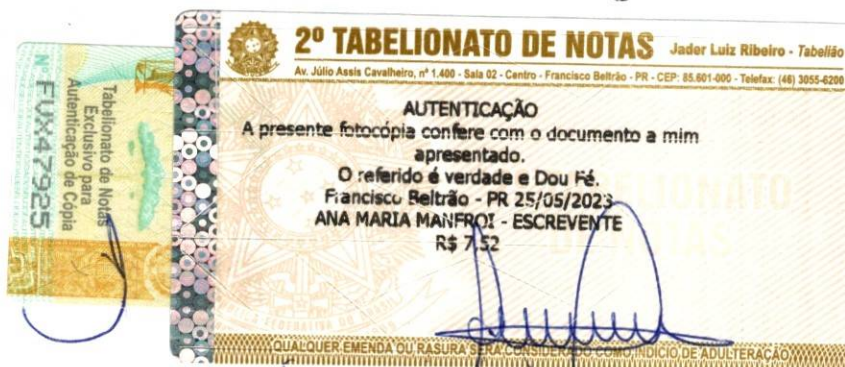 2º TABELIONATO DE NOTAS Jader Luiz Ribeiro - Tabelião
Av. Júlio Assis Cavalheiro, nº 1.400 - Sala 02 - Centro - Francisco Beltrão - PR - CEP: 85.601-000 - Telefax: (46) 3055-6200
AUTENTICAÇÃO
A presente fotocópia confere com o documento a mim
apresentado.
O referido é verdade e Dou Fé.
Francisco Beltrão - PR 25/05/2023
ANA MARIA MANFROI - ESCREVENTE
R$ 7,52
QUALQUER EMENDA OU RASURA SERÁ CONSIDERADO COMO INDÍCIO DE ADULTERAÇÃO
Tabelionato de Notas
Exclusivo para
Autenticação de Cópia
Nº FUX47925